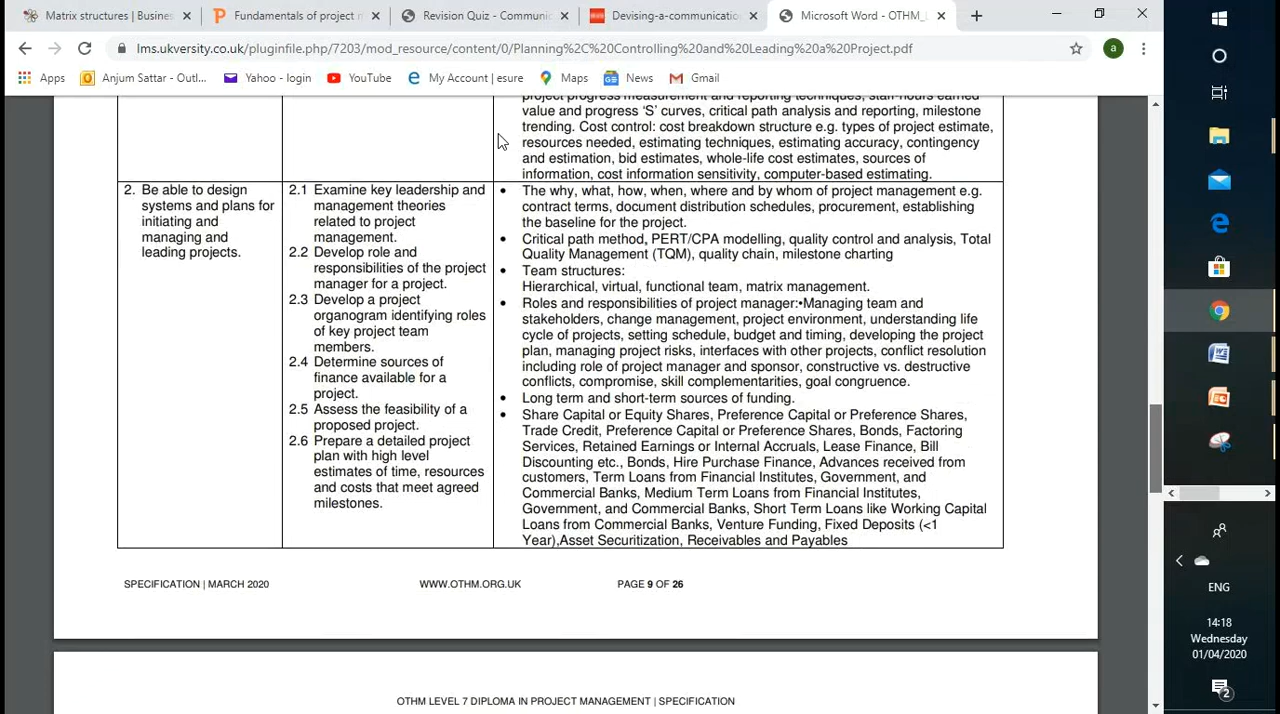 Matrix structures | Busines
Fundamentals of project m
Revision Quiz - Communic
Devising-a-communicatio
Microsoft Word - OTHM_L
lms.ukversity.co.uk/pluginfile.php/7203/mod_resource/content/0/Planning%2C%20Controlling%20and%20Leading%20a%20Project.pdf
a
Apps
Anjum Sattar - Outl...
Yahoo - login
YouTube
My Account | esure
Maps
News
Gmail
project progress measurement and reporting techniques, staff-hours earned
value and progress ‘S’ curves, critical path analysis and reporting, milestone
trending. Cost control: cost breakdown structure e.g. types of project estimate,
resources needed, estimating techniques, estimating accuracy, contingency
and estimation, bid estimates, whole-life cost estimates, sources of
information, cost information sensitivity, computer-based estimating.
2. Be able to design
systems and plans for
initiating and
managing and
leading projects.
2.1 Examine key leadership and
management theories
related to project
management.
2.2 Develop role and
responsibilities of the project
manager for a project.
2.3 Develop a project
organogram identifying roles
of key project team
members.
2.4 Determine sources of
finance available for a
project.
2.5 Assess the feasibility of a
proposed project.
2.6 Prepare a detailed project
plan with high level
estimates of time, resources
and costs that meet agreed
milestones.
• The why, what, how, when, where and by whom of project management e.g.
contract terms, document distribution schedules, procurement, establishing
the baseline for the project.
• Critical path method, PERT/CPA modelling, quality control and analysis, Total
Quality Management (TQM), quality chain, milestone charting
• Team structures:
Hierarchical, virtual, functional team, matrix management.
• Roles and responsibilities of project manager:•Managing team and
stakeholders, change management, project environment, understanding life
cycle of projects, setting schedule, budget and timing, developing the project
plan, managing project risks, interfaces with other projects, conflict resolution
including role of project manager and sponsor, constructive vs. destructive
conflicts, compromise, skill complementarities, goal congruence.
• Long term and short-term sources of funding.
• Share Capital or Equity Shares, Preference Capital or Preference Shares,
Trade Credit, Preference Capital or Preference Shares, Bonds, Factoring
Services, Retained Earnings or Internal Accruals, Lease Finance, Bill
Discounting etc., Bonds, Hire Purchase Finance, Advances received from
customers, Term Loans from Financial Institutes, Government, and
Commercial Banks, Medium Term Loans from Financial Institutes,
Government, and Commercial Banks, Short Term Loans like Working Capital
Loans from Commercial Banks, Venture Funding, Fixed Deposits (<1
Year),Asset Securitization, Receivables and Payables
SPECIFICATION | MARCH 2020 WWW.OTHM.ORG.UK PAGE 9 OF 26
OTHM LEVEL 7 DIPLOMA IN PROJECT MANAGEMENT | SPECIFICATION
ENG
14:18
Wednesday
01/04/2020
2